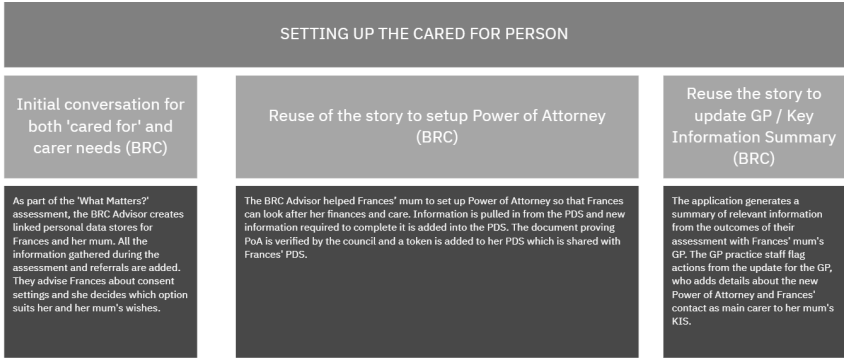 SETTING UP THE CARED FOR PERSON
Initial conversation for
both 'cared for' and
carer needs (BRC)
Reuse of the story to setup Power of Attorney
(BRC)
Reuse the story to
update GP / Key
Information Summary
(BRC)
As part of the 'What Matters?'
assessment, the BRC Advisor creates
linked personal data stores for
Frances and her mum. All the
information gathered during the
assessment and referrals are added.
They advise Frances about consent
settings and she decides which option
suits her and her mum's wishes.
The BRC Advisor helped Frances' mum to set up Power of Attorney so that Frances
can look after her finances and care. Information is pulled in from the PDS and new
information required to complete it is added into the PDS. The document proving
PoA is verified by the council and a token is added to her PDS which is shared with
Frances' PDS.
The application generates a
summary of relevant information
from the outcomes of their
assessment with Frances' mum's
GP. The GP practice staff flag
actions from the update for the GP,
who adds details about the new
Power of Attorney and Frances'
contact as main carer to her mum's
KIS.